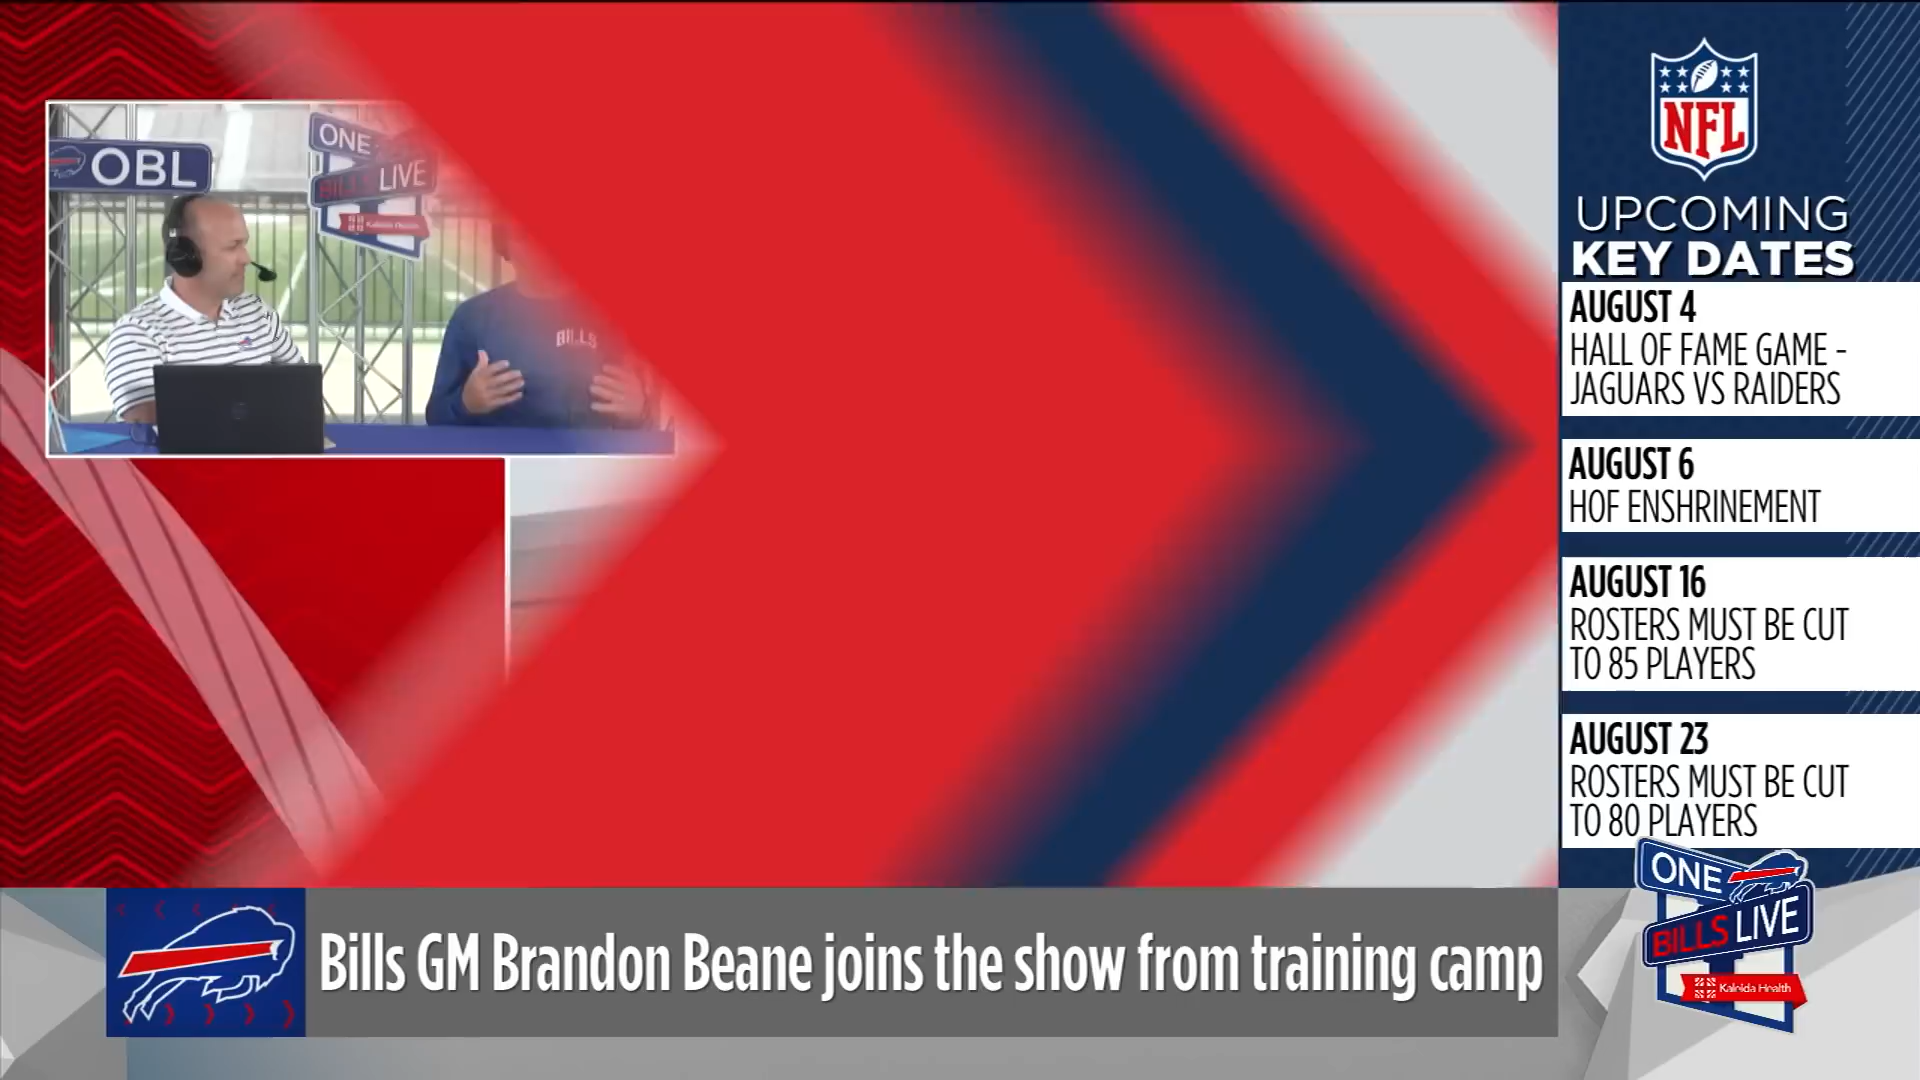 OBL
ONE
BILLS LIVE
Kaleida Health
BILLS
NFL
UPCOMING
KEY DATES
AUGUST 4
HALL OF FAME GAME -
JAGUARS VS RAIDERS
AUGUST 6
HOF ENSHRINEMENT
AUGUST 16
ROSTERS MUST BE CUT
TO 85 PLAYERS
AUGUST 23
ROSTERS MUST BE CUT
TO 80 PLAYERS
Bills GM Brandon Beane joins the show from training camp
ONE
BILLS LIVE
Kaleida Health